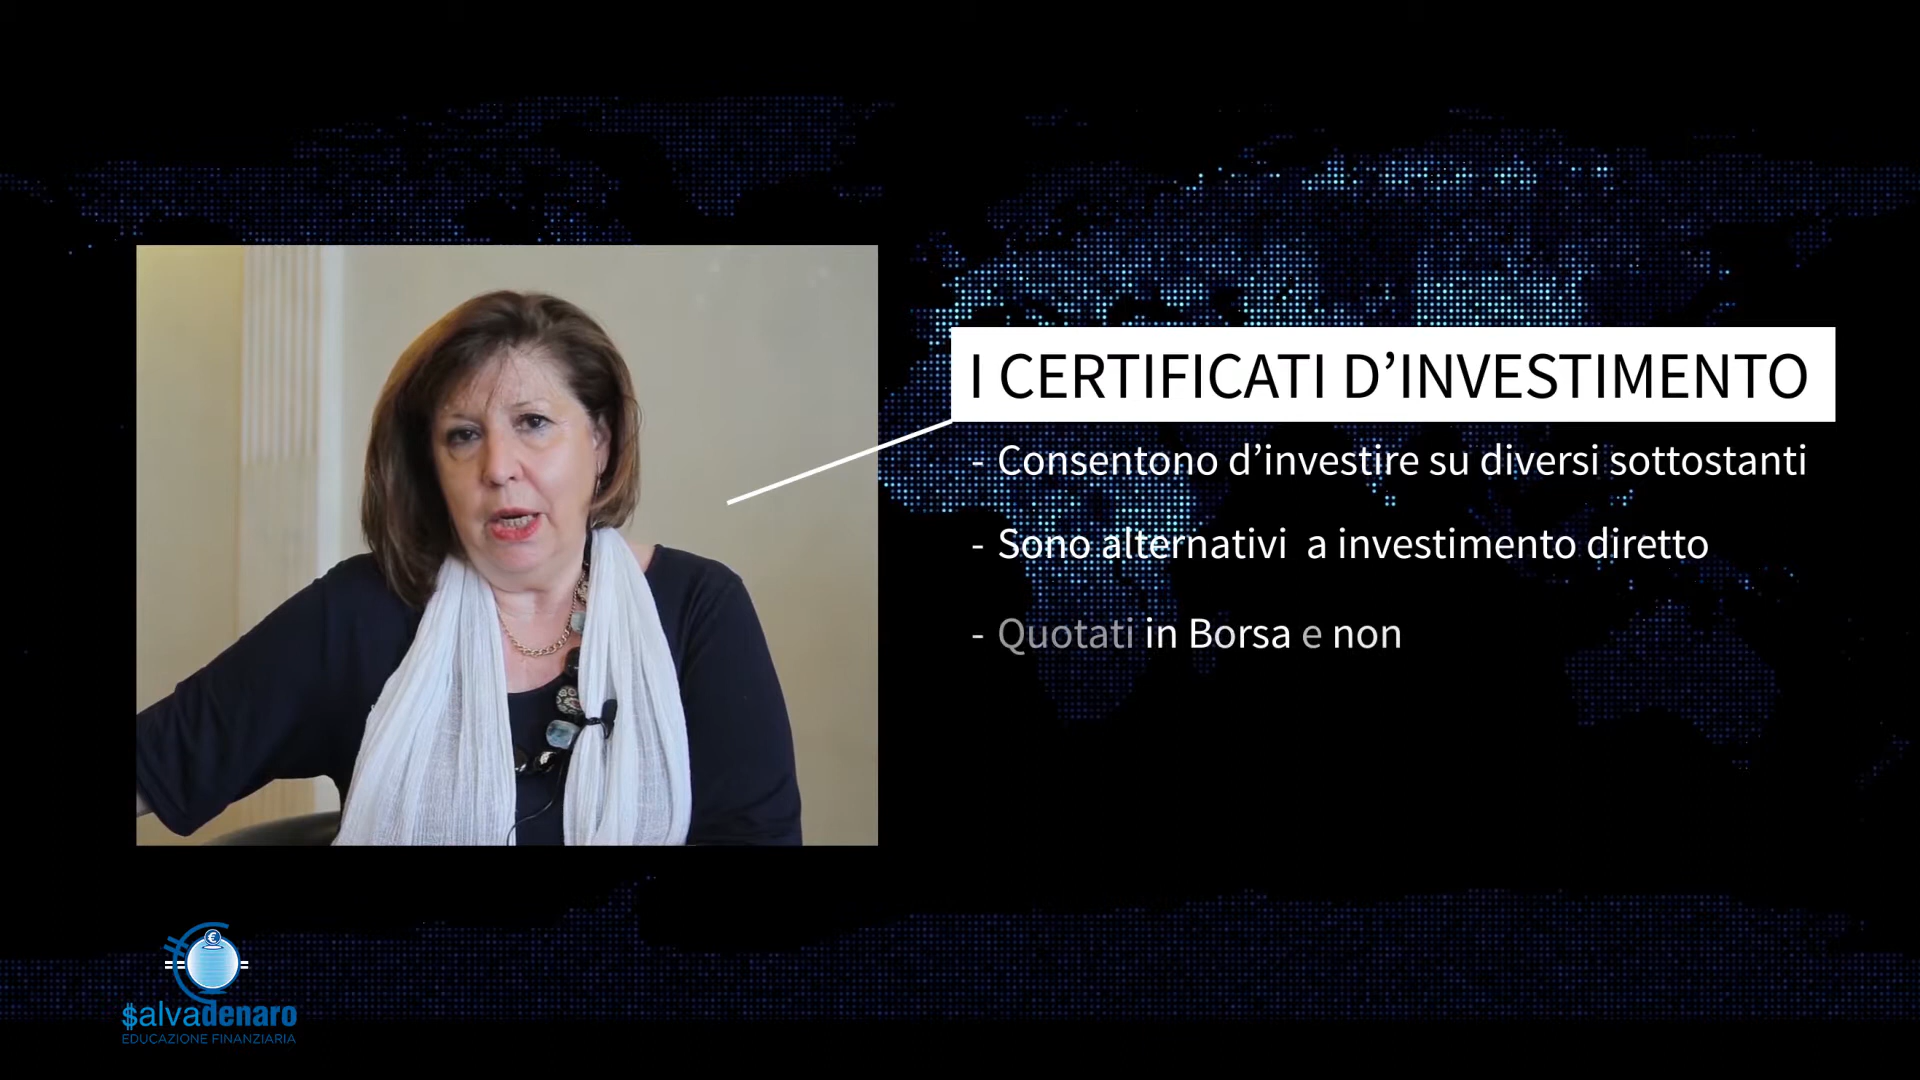 I CERTIFICATI D’INVESTIMENTO
- Consentono d’investire su diversi sottostanti
- Sono alternativi a investimento diretto
- Quotati in Borsa e non
$alvadenaro
EDUCAZIONE FINANZIARIA